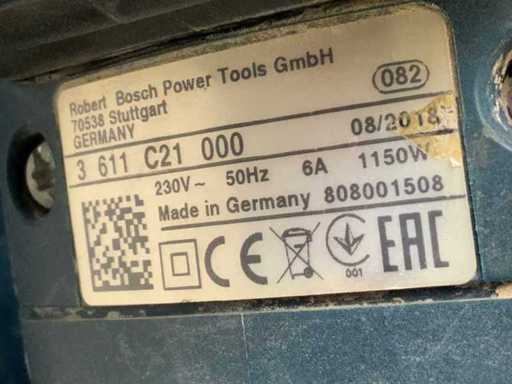 Robert Bosch Power Tools GmbH
70538 Stuttgart
GERMANY
082
3 611 C21 000
08/2018
230V~ 50Hz 6A 1150W
Made in Germany 808001508
CE
001
EAC